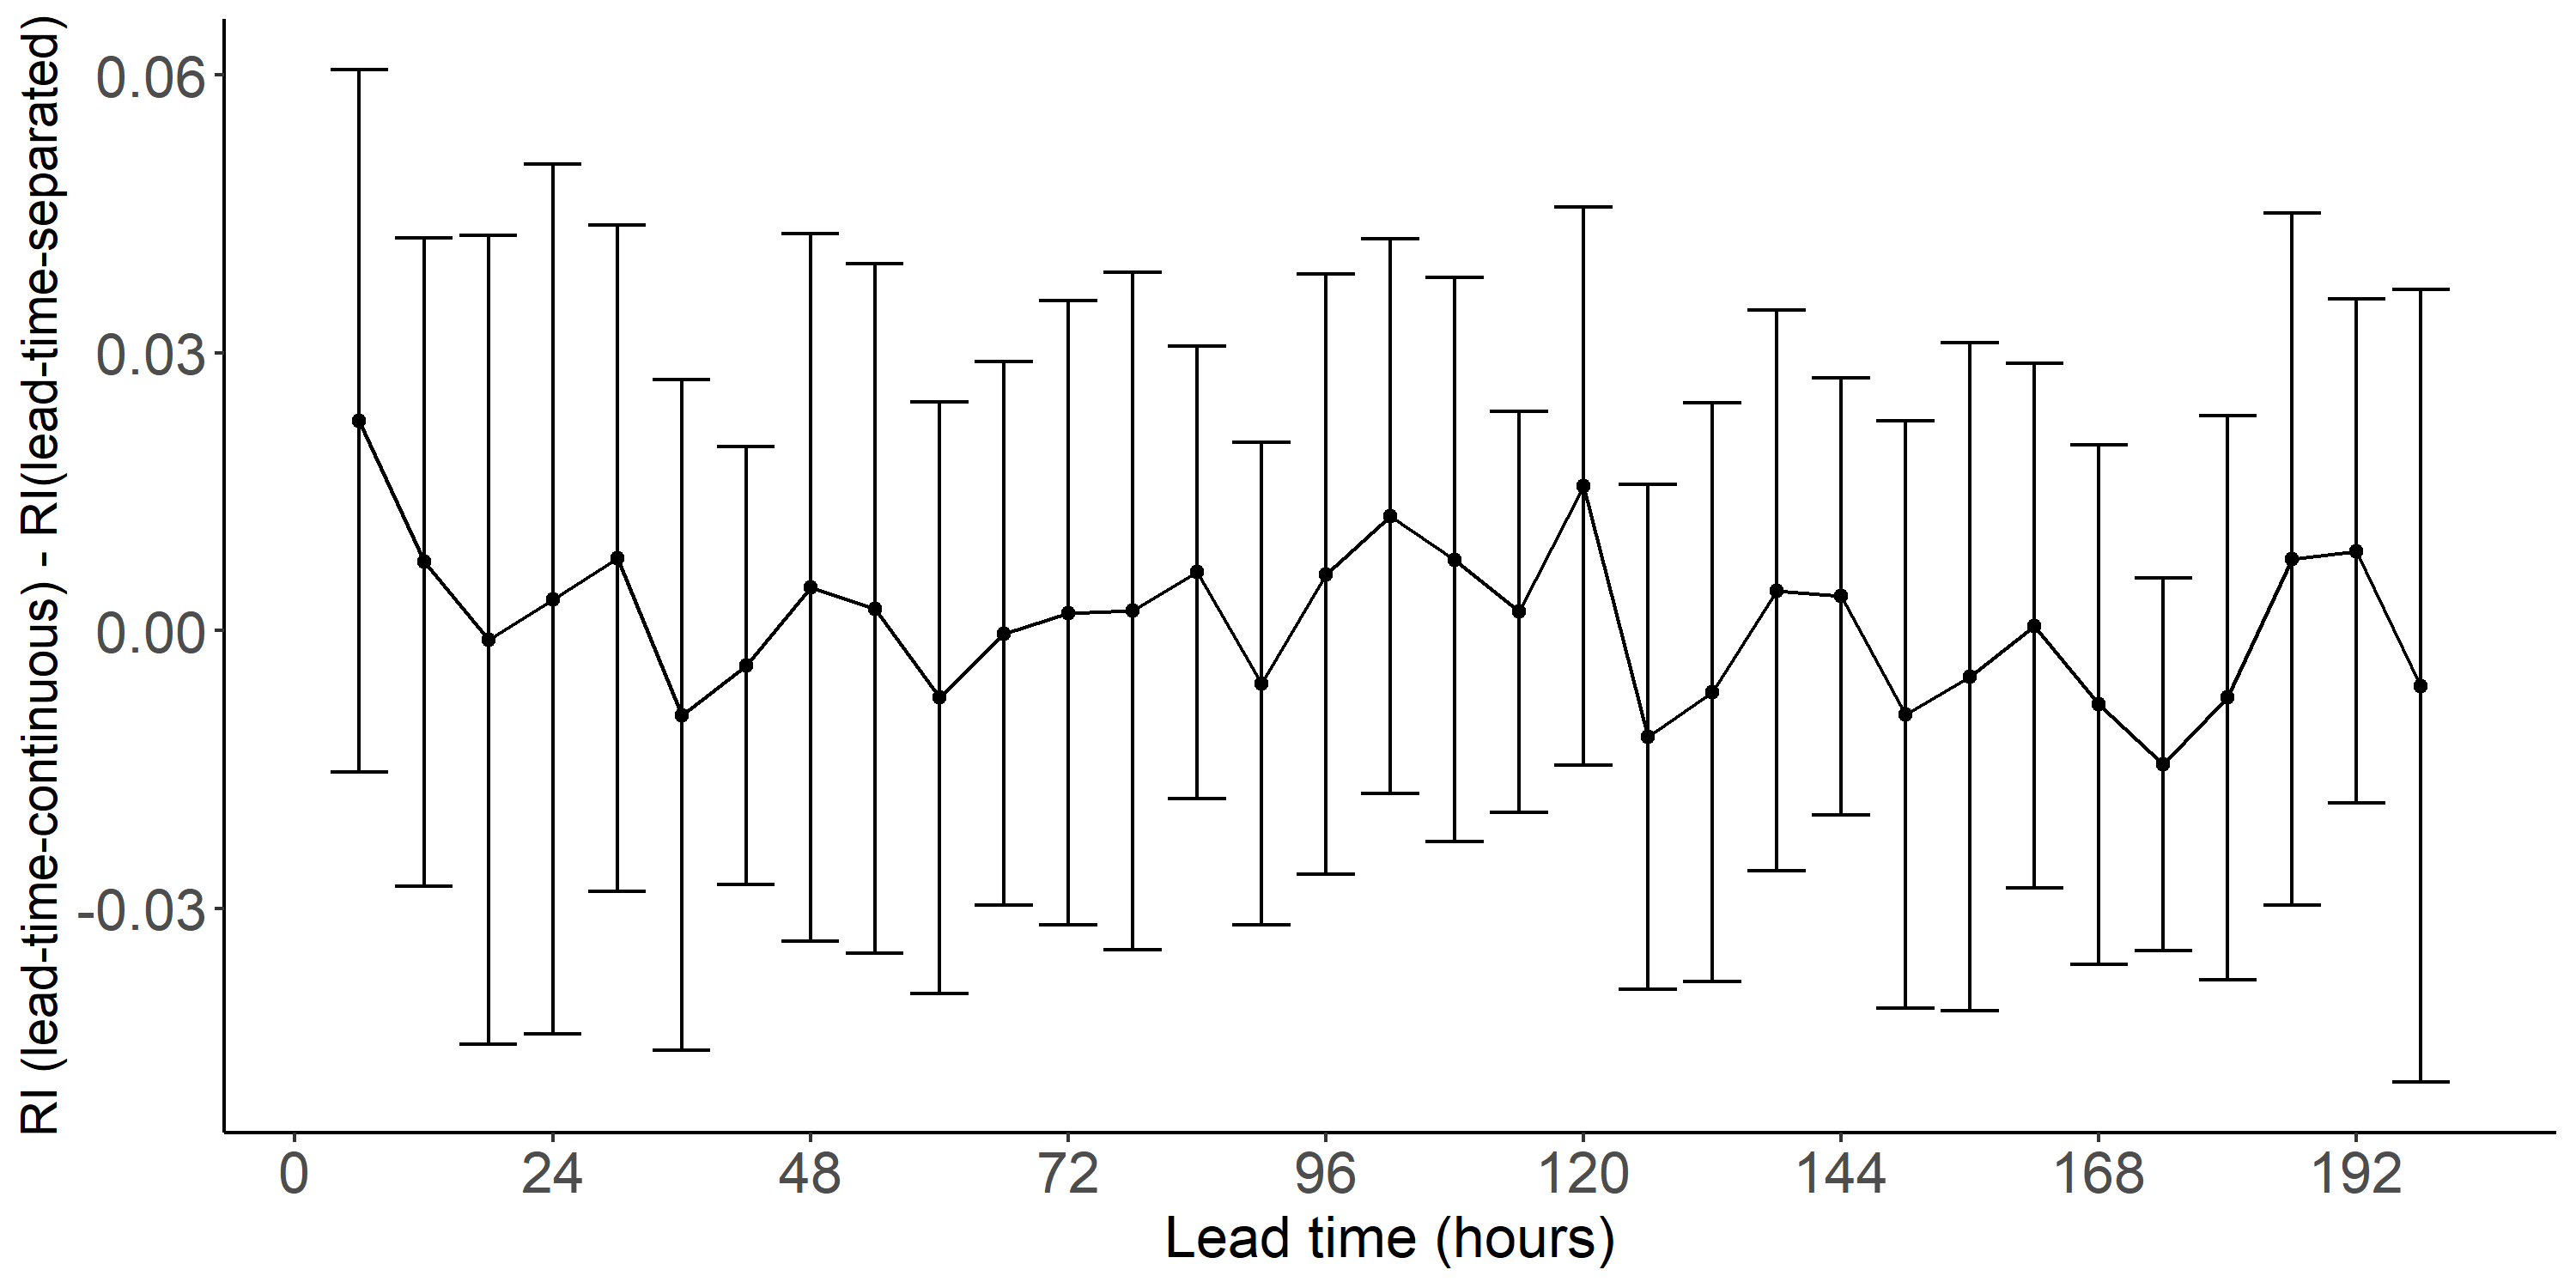 RI (lead-time-continuous) - RI(lead-time-separated)
0.06
0.03
0.00
-0.03
0 24 48 72 96 120 144 168 192
Lead time (hours)